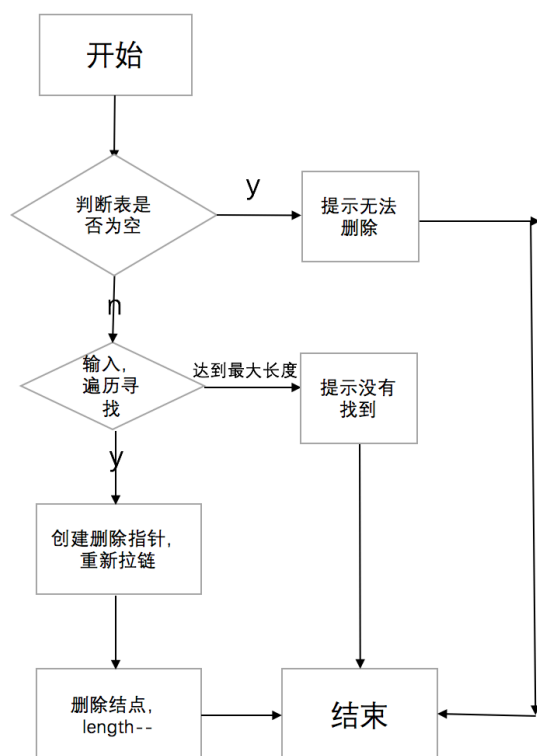 开始
判断表是
否为空
y
提示无法
删除
n
输入,
遍历寻
找
达到最大长度
提示没有
找到
y
创建删除指针,
重新拉链
删除结点,
length--
结束